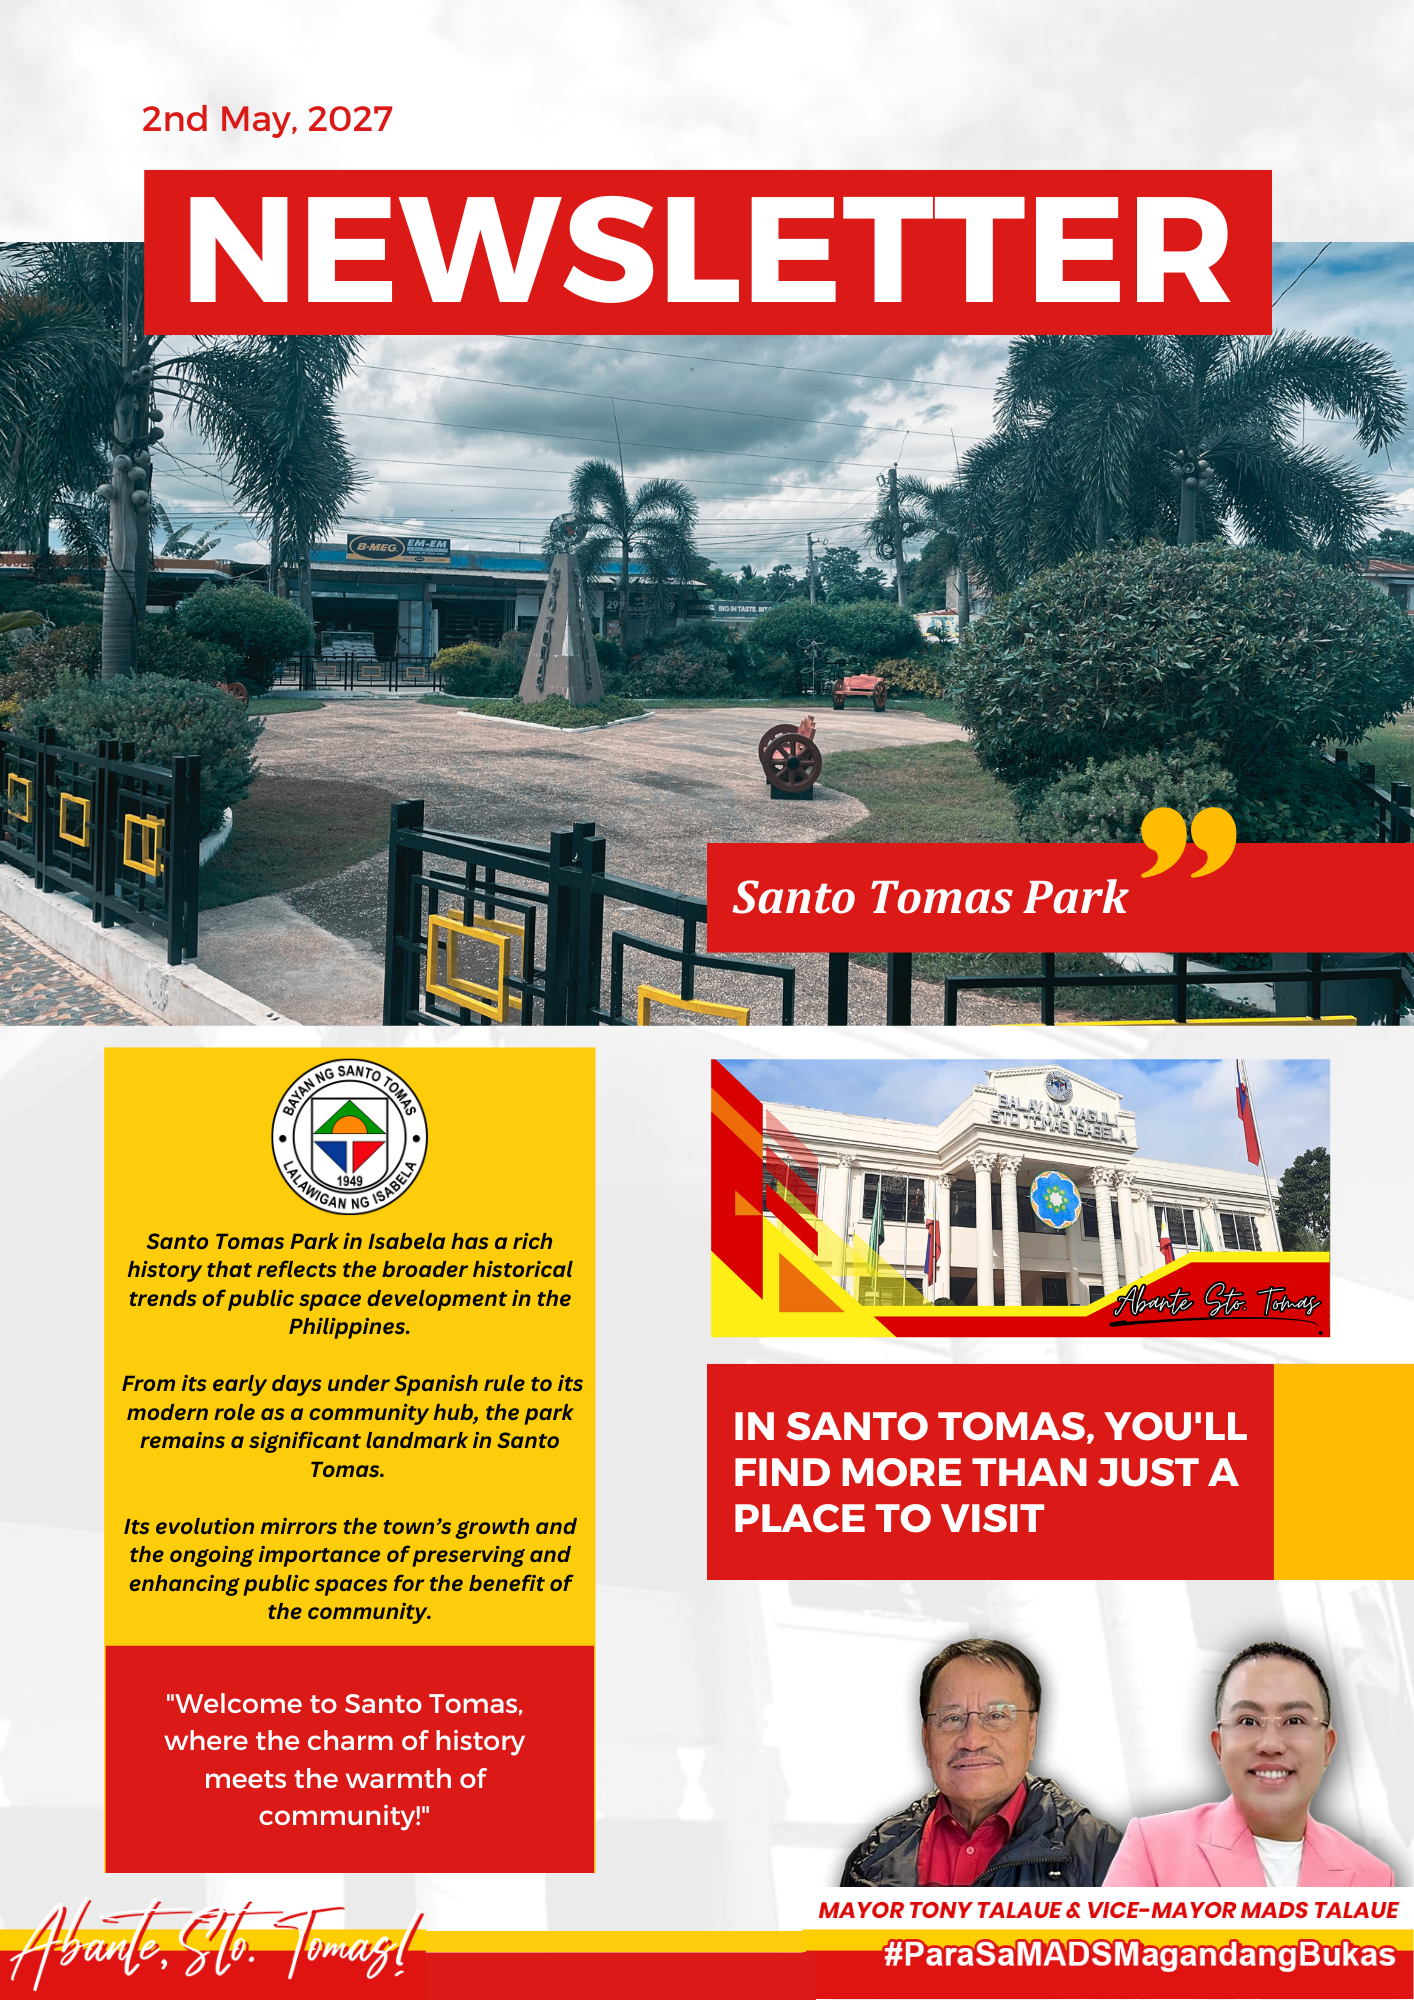 2nd May, 2027
NEWSLETTER
B-MEG
EM-EM
BIG IN TASTE.
Santo Tomas Park
”
BAYAN NG SANTO TOMAS
1949
LALAWIGAN NG ISABELA
Santo Tomas Park in Isabela has a rich
history that reflects the broader historical
trends of public space development in the
Philippines.
From its early days under Spanish rule to its
modern role as a community hub, the park
remains a significant landmark in Santo
Tomas.
Its evolution mirrors the town’s growth and
the ongoing importance of preserving and
enhancing public spaces for the benefit of
the community.
"Welcome to Santo Tomas,
where the charm of history
meets the warmth of
community!"
BALAY NA MAGILI
STO TOMAS ISABELA
Abante Sto. Tomas
IN SANTO TOMAS, YOU'LL
FIND MORE THAN JUST A
PLACE TO VISIT
MAYOR TONY TALAUE & VICE-MAYOR MADS TALAUE
Abante, Sto. Tomas!
#ParaSaMADSMagandangBukas